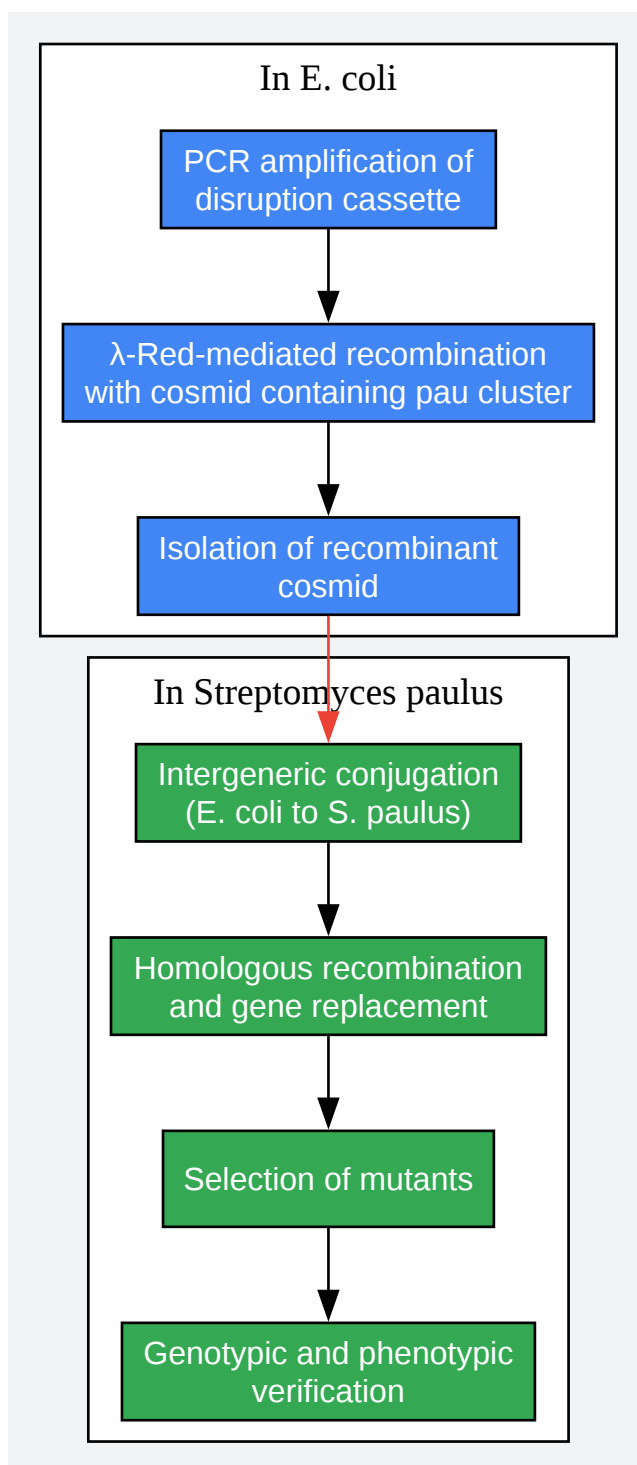 In E. coli
PCR amplification of
disruption cassette
λ-Red-mediated recombination
with cosmid containing pau cluster
Isolation of recombinant
cosmid
In Streptomyces paulus
Intergeneric conjugation
(E. coli to S. paulus)
Homologous recombination
and gene replacement
Selection of mutants
Genotypic and phenotypic
verification